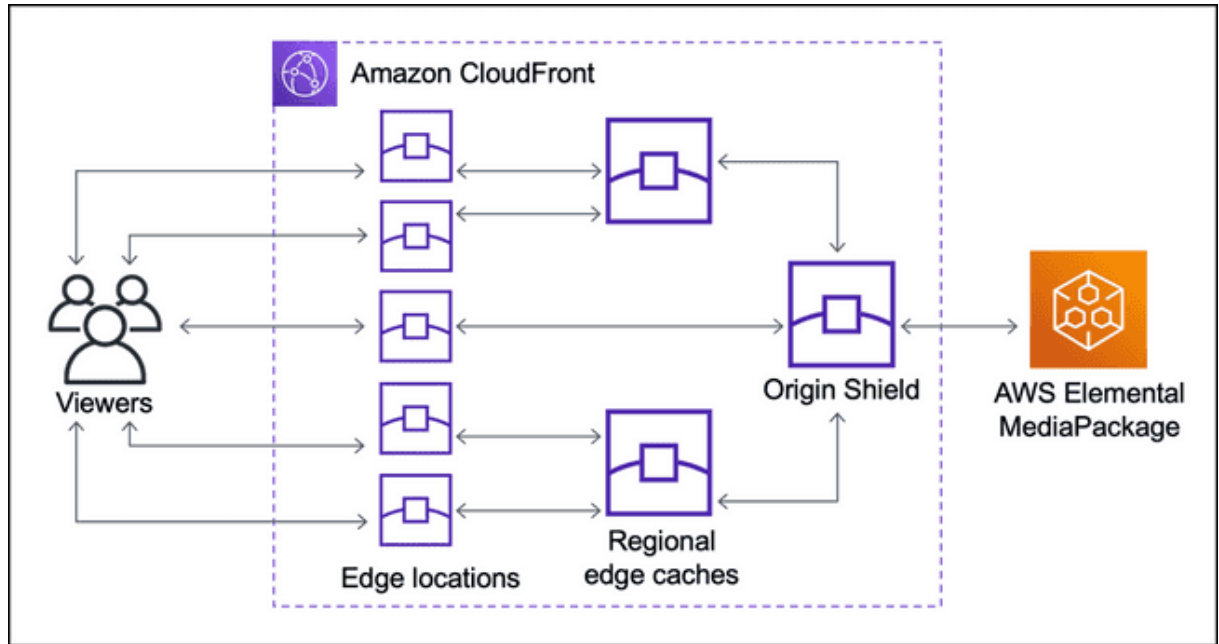 Amazon CloudFront
Viewers
Edge locations
Regional
edge caches
Origin Shield
AWS Elemental
MediaPackage